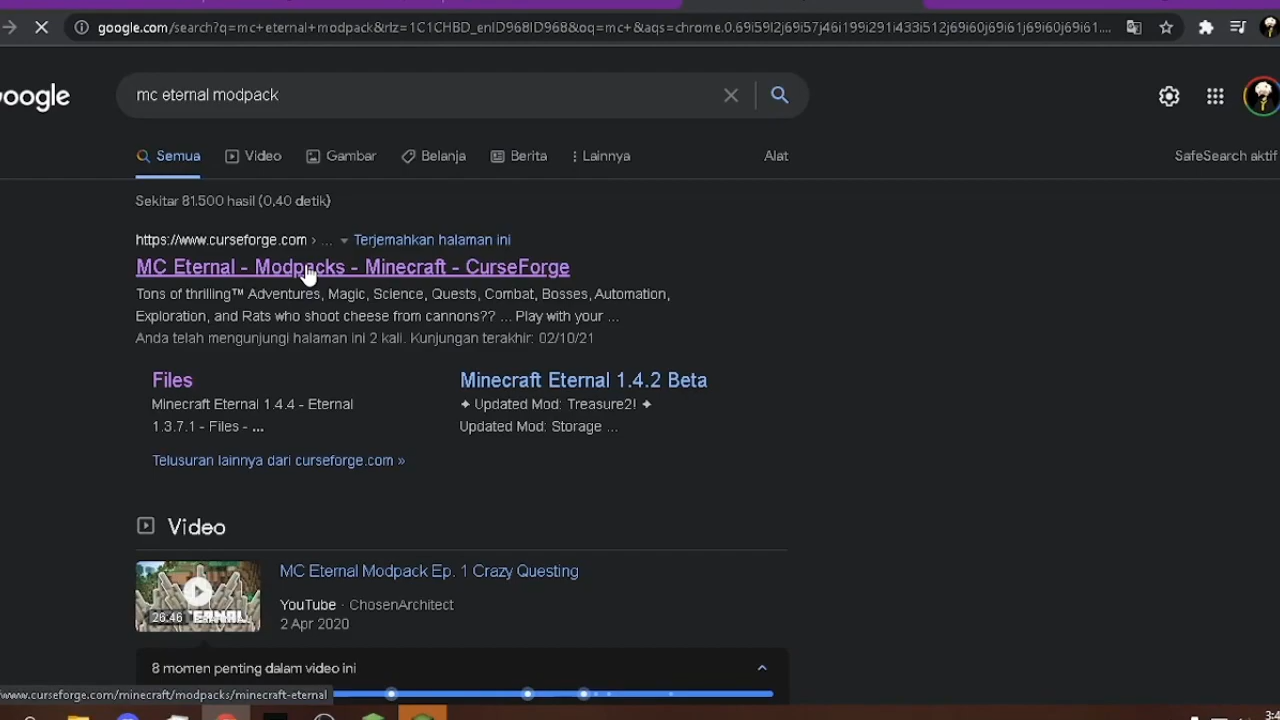 google.com/search?q=mc+eternal+modpack&rlz=1C1CHBD_enID968ID968&oq=mc+&aqs=chrome.0.69i59l2j69i57j46i199i291i433i512j69i60j69i61j69i60j69i61....
oogle
mc eternal modpack
Semua Video Gambar Belanja Berita Lainnya Alat SafeSearch aktif
Sekitar 81.500 hasil (0,40 detik)
https://www.curseforge.com › ... Terjemahkan halaman ini
MC Eternal - Modpacks - Minecraft - CurseForge
Tons of thrilling™ Adventures, Magic, Science, Quests, Combat, Bosses, Automation,
Exploration, and Rats who shoot cheese from cannons?? ... Play with your ...
Anda telah mengunjungi halaman ini 2 kali. Kunjungan terakhir: 02/10/21
Files Minecraft Eternal 1.4.2 Beta
Minecraft Eternal 1.4.4 - Eternal ✦ Updated Mod: Treasure2! ✦
1.3.7.1 - Files - ... Updated Mod: Storage ...
Telusuran lainnya dari curseforge.com »
Video
MC Eternal Modpack Ep. 1 Crazy Questing
26.46
YouTube · ChosenArchitect
2 Apr 2020
8 momen penting dalam video ini
www.curseforge.com/minecraft/modpacks/minecraft-eternal